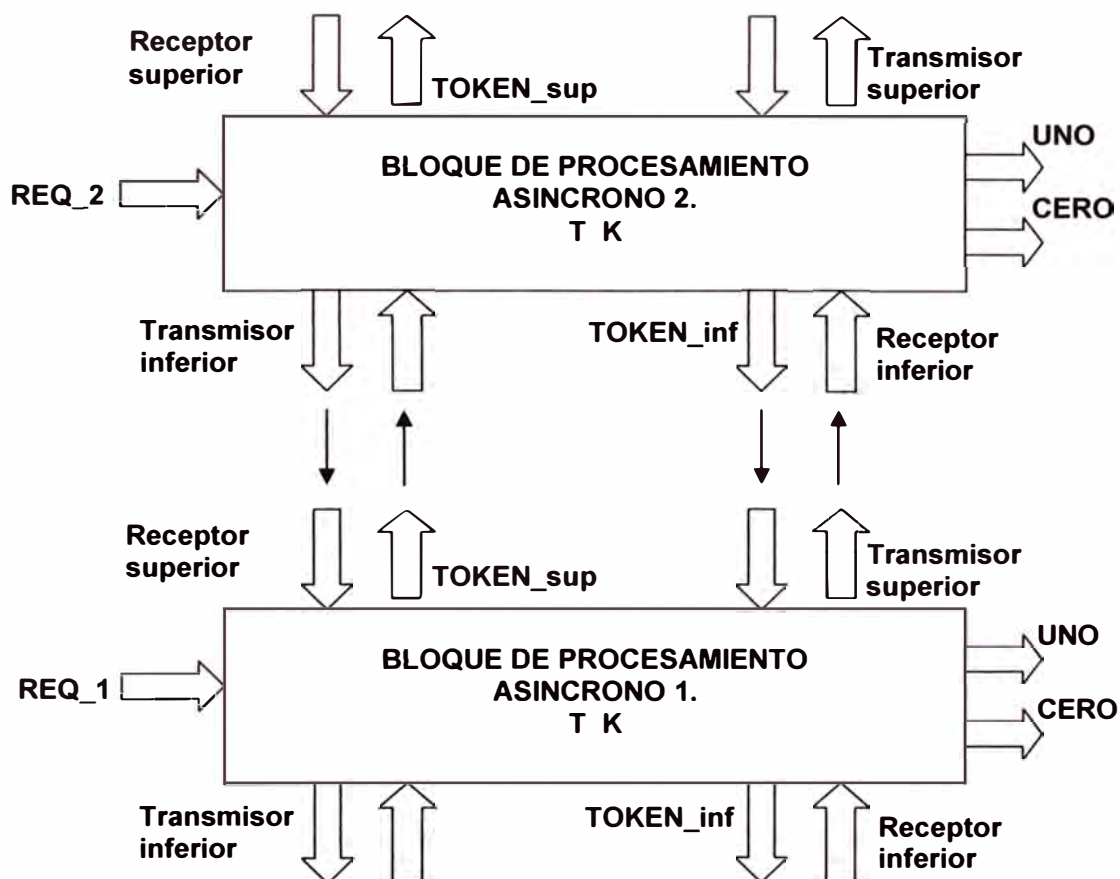 Receptor
superior
TOKEN_sup
Transmisor
superior
REQ_2
BLOQUE DE PROCESAMIENTO
ASINCRONO 2.
T K
UNO
CERO
Transmisor
inferior
TOKEN_inf
Receptor
inferior
Receptor
superior
TOKEN_sup
Transmisor
superior
REQ_1
BLOQUE DE PROCESAMIENTO
ASINCRONO 1.
T K
UNO
CERO
Transmisor
inferior
TOKEN_inf
Receptor
inferior